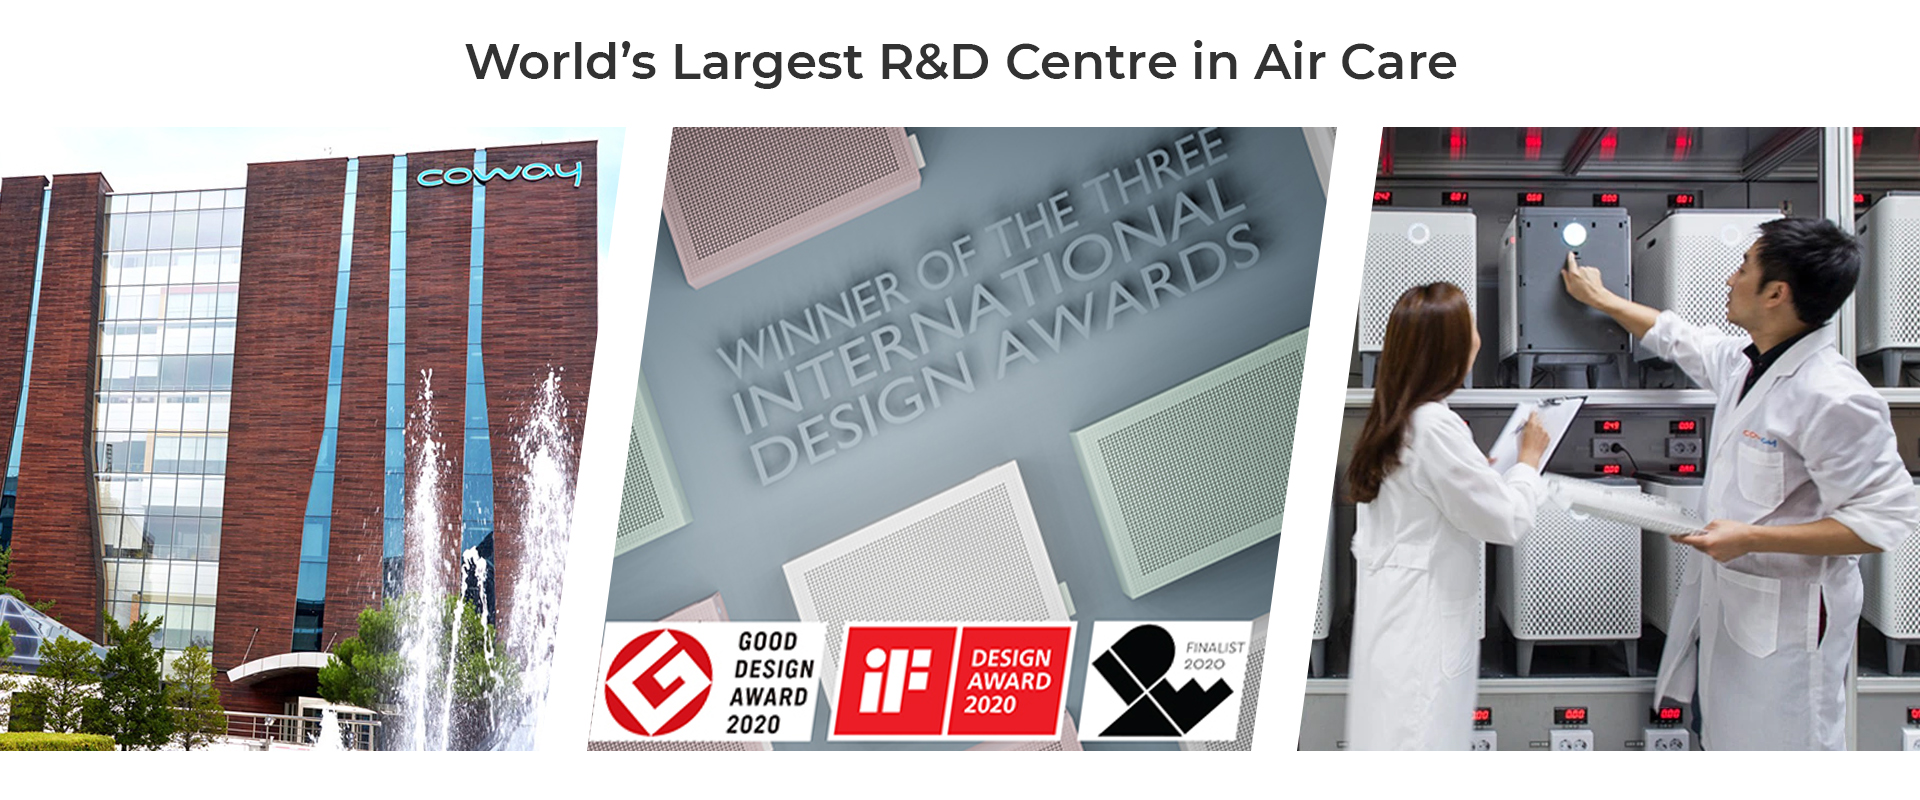 World’s Largest R&D Centre in Air Care
coway
WINNER OF THE THREE
INTERNATIONAL
DESIGN AWARDS
GOOD
DESIGN
AWARD
2020
iF
DESIGN
AWARD
2020
FINALIST
2020
coway